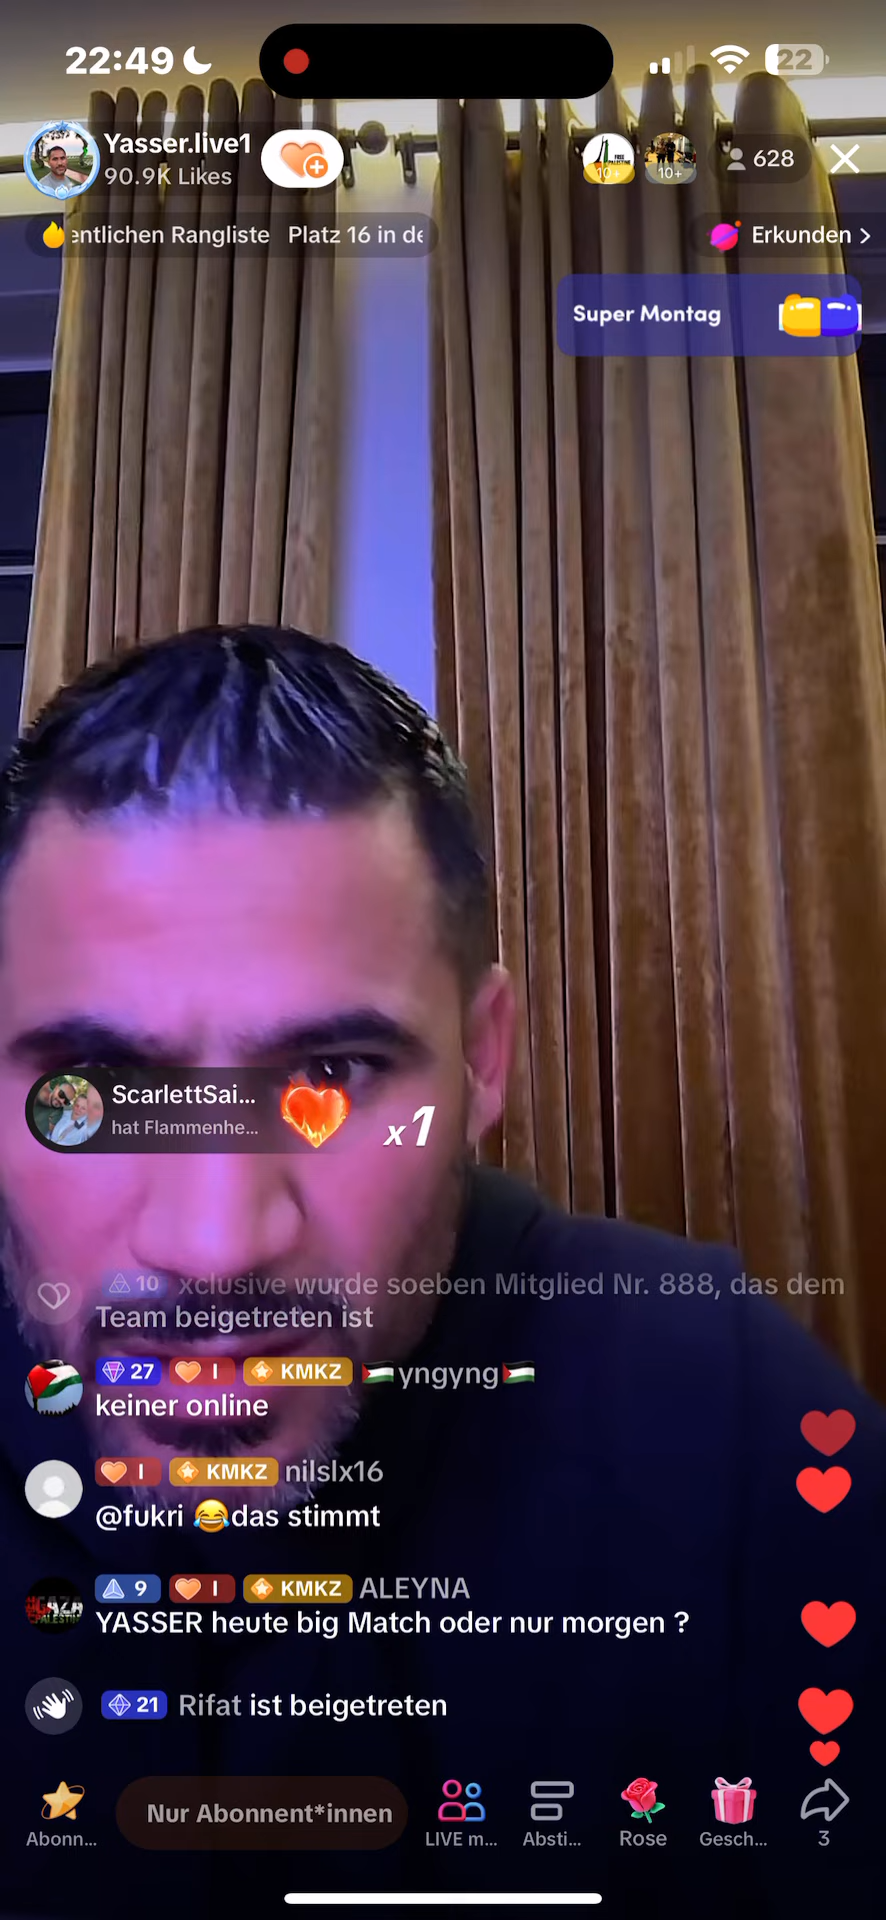 22:49
22
Yasser.live1
90.9K Likes
10+
10+
628
entlichen Rangliste Platz 16 in de
Erkunden >
Super Montag
ScarlettSai...
hat Flammenhe...
x1
10 xclusive wurde soeben Mitglied Nr. 888, das dem
Team beigetreten ist
27 I KMKZ 🇵🇸yngyng🇵🇸
keiner online
I KMKZ nilslx16
@fukri 😂das stimmt
9 I KMKZ ALEYNA
YASSER heute big Match oder nur morgen ?
21 Rifat ist beigetreten
Nur Abonnent*innen
Abonn...
LIVE m...
Absti...
Rose
Gesch...
3